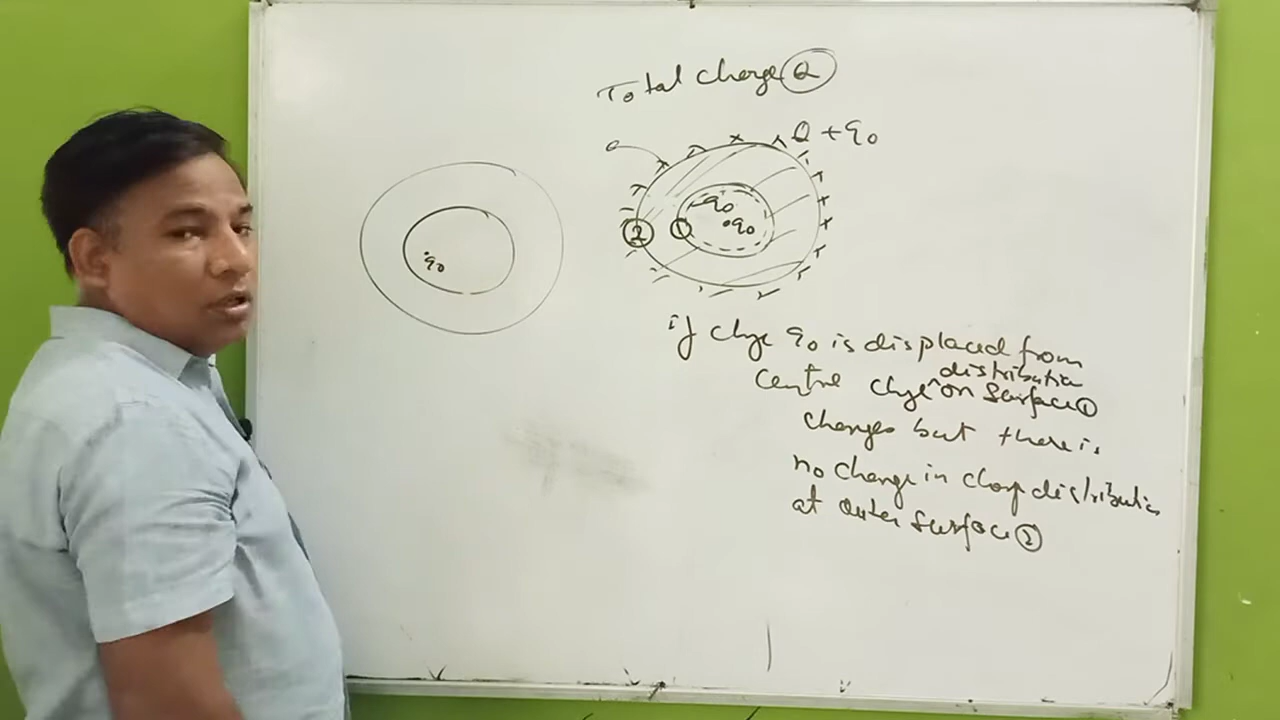 Total charge Q
Q
Q + q0
q0
q0
2
1
q0
if charge q0 is displaced from
distribution
Centre charge ^ on Surface 1
changes but there is
no change in charge distribution
at outer surface 2